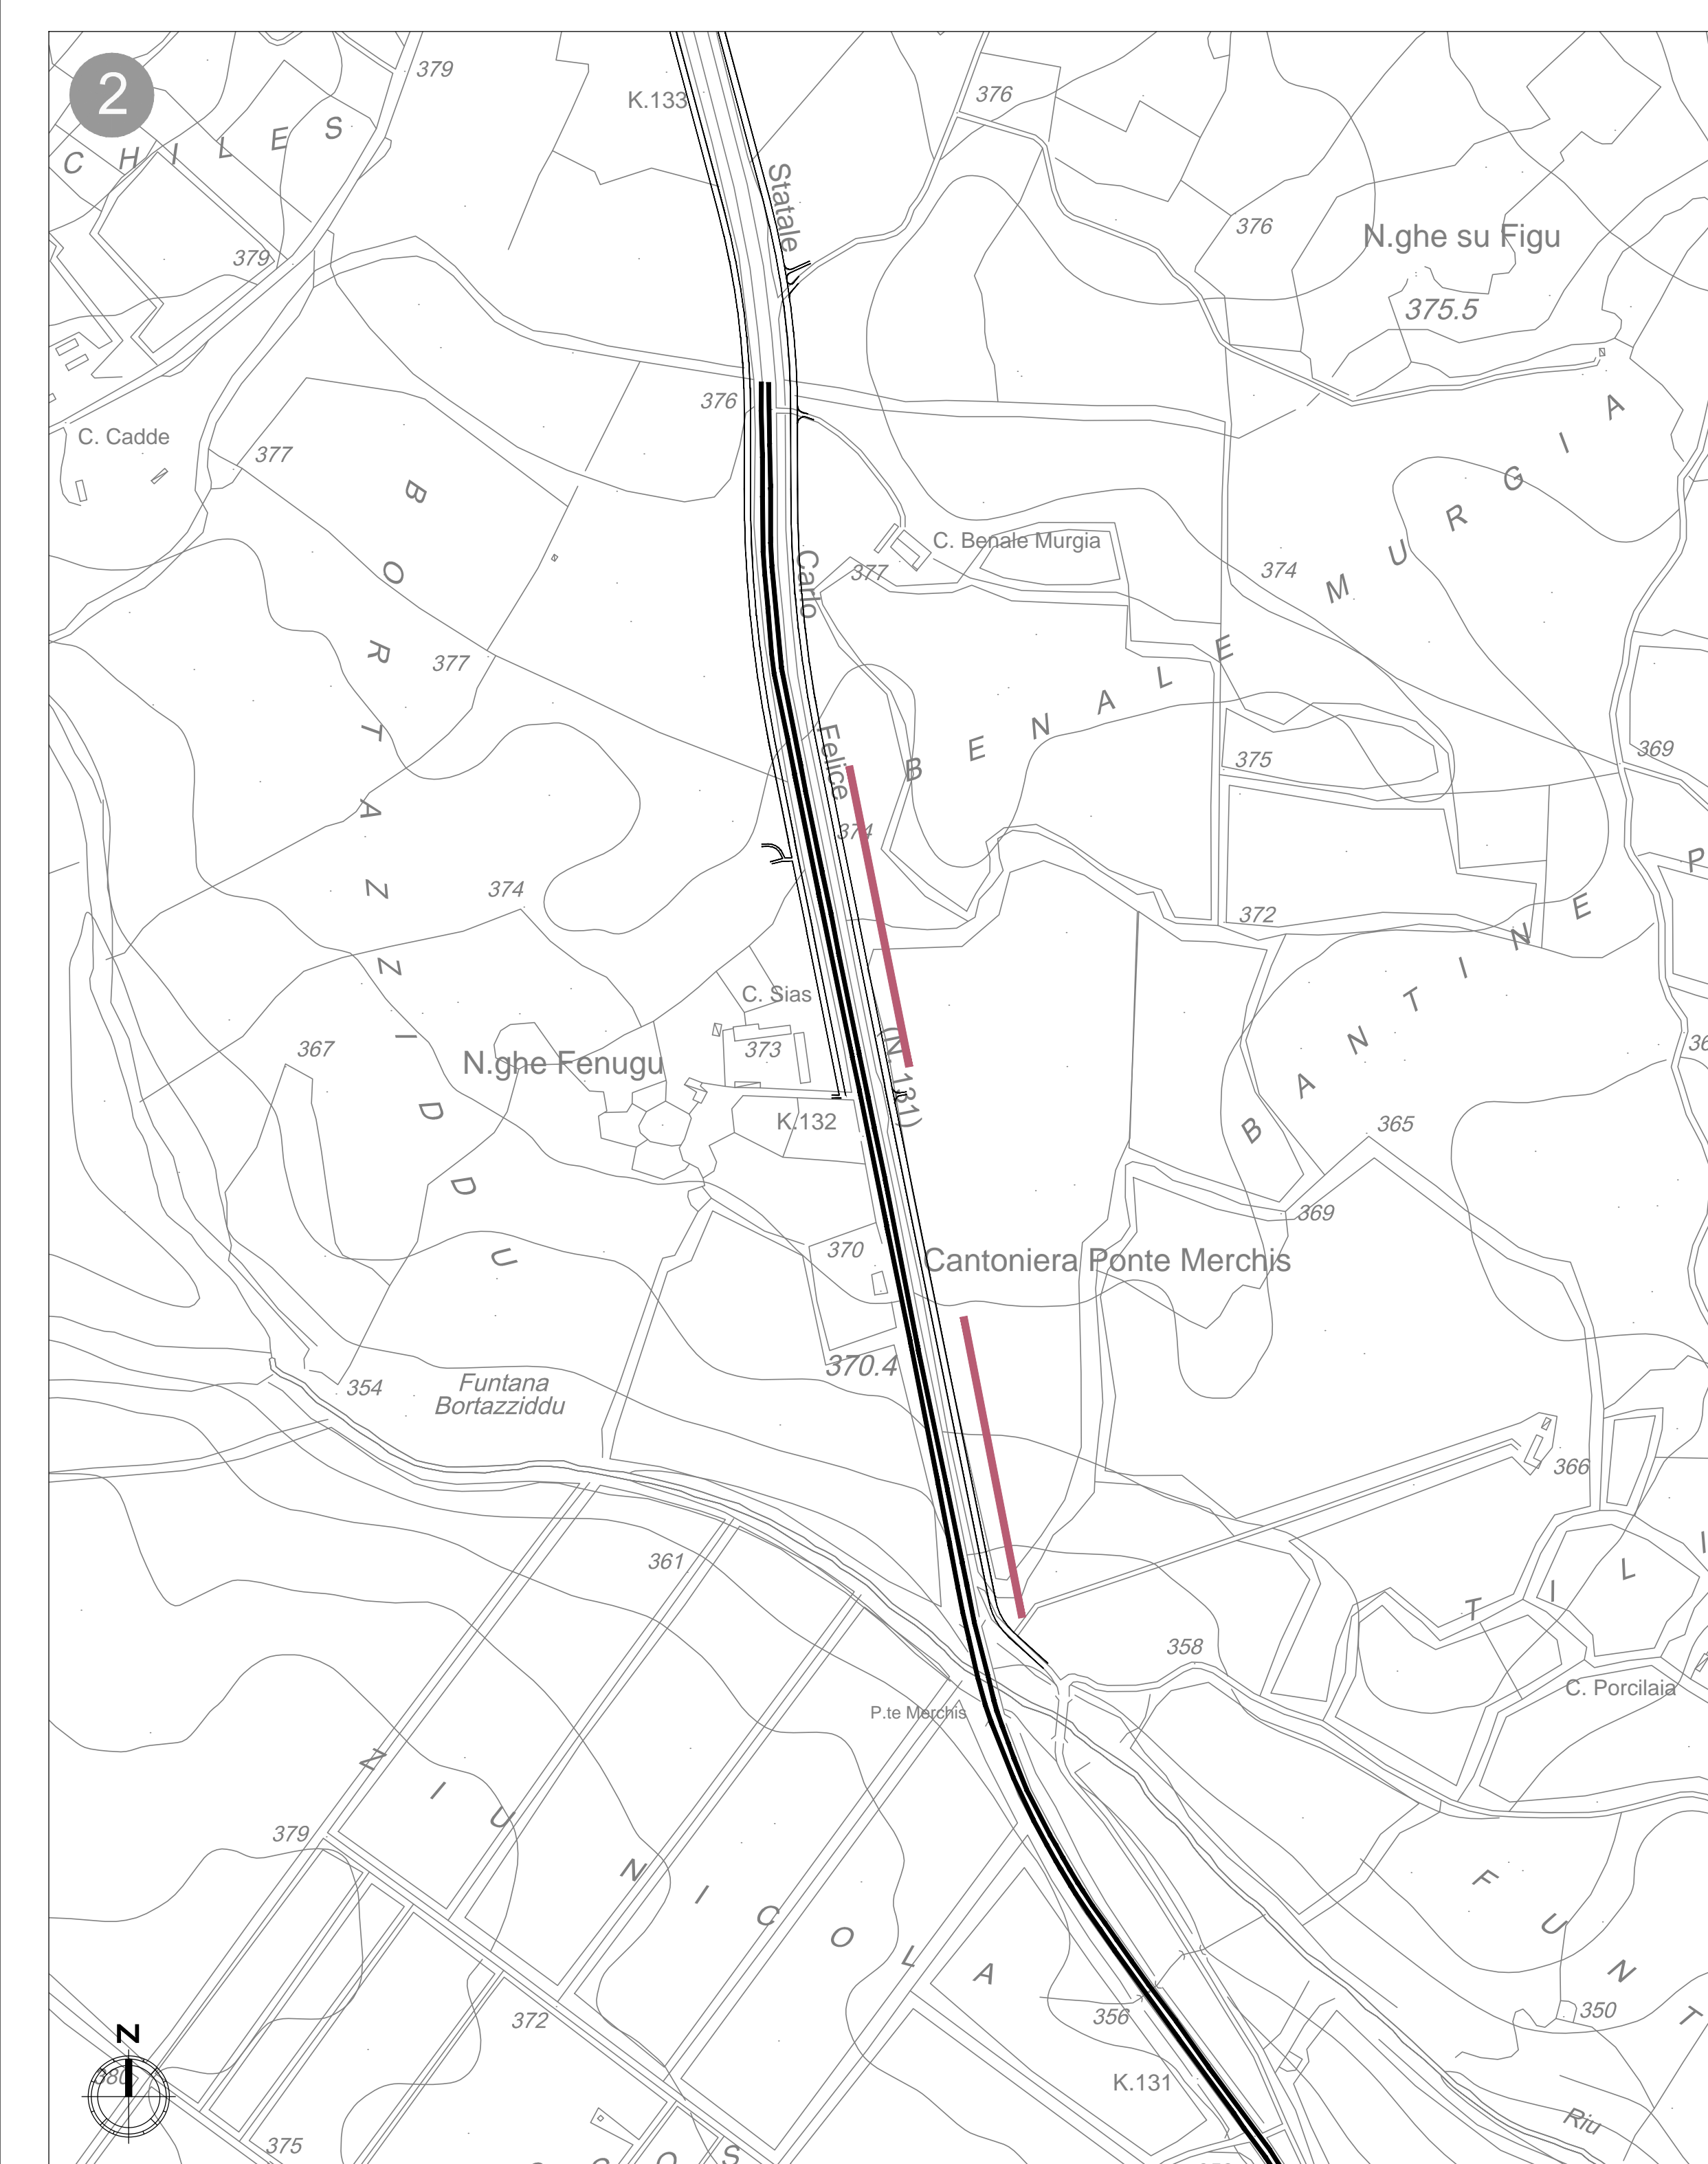 2
379
K.133
376
C H I L E S
Statale
376
N.ghe su Figu
379
375.5
376
C. Cadde
377
C. Benale Murgia
377
374
M U R G I A
Carlo
B O R T A Z Z I D D U
377
B E N A L E
Felice
375
369
374
374
372
P
C. Sias
373
367
N.ghe Fenugu
(N. 131)
K.132
B A N T I N E
365
369
370
Cantoniera Ponte Merchis
370.4
354
Funtana
Bortazziddu
366
361
T I L I
358
C. Porcilaia
P.te Merchis
Z I U
N I C O L A
379
F U N T
372
356
350
N
380
K.131
Riu
375
C O S